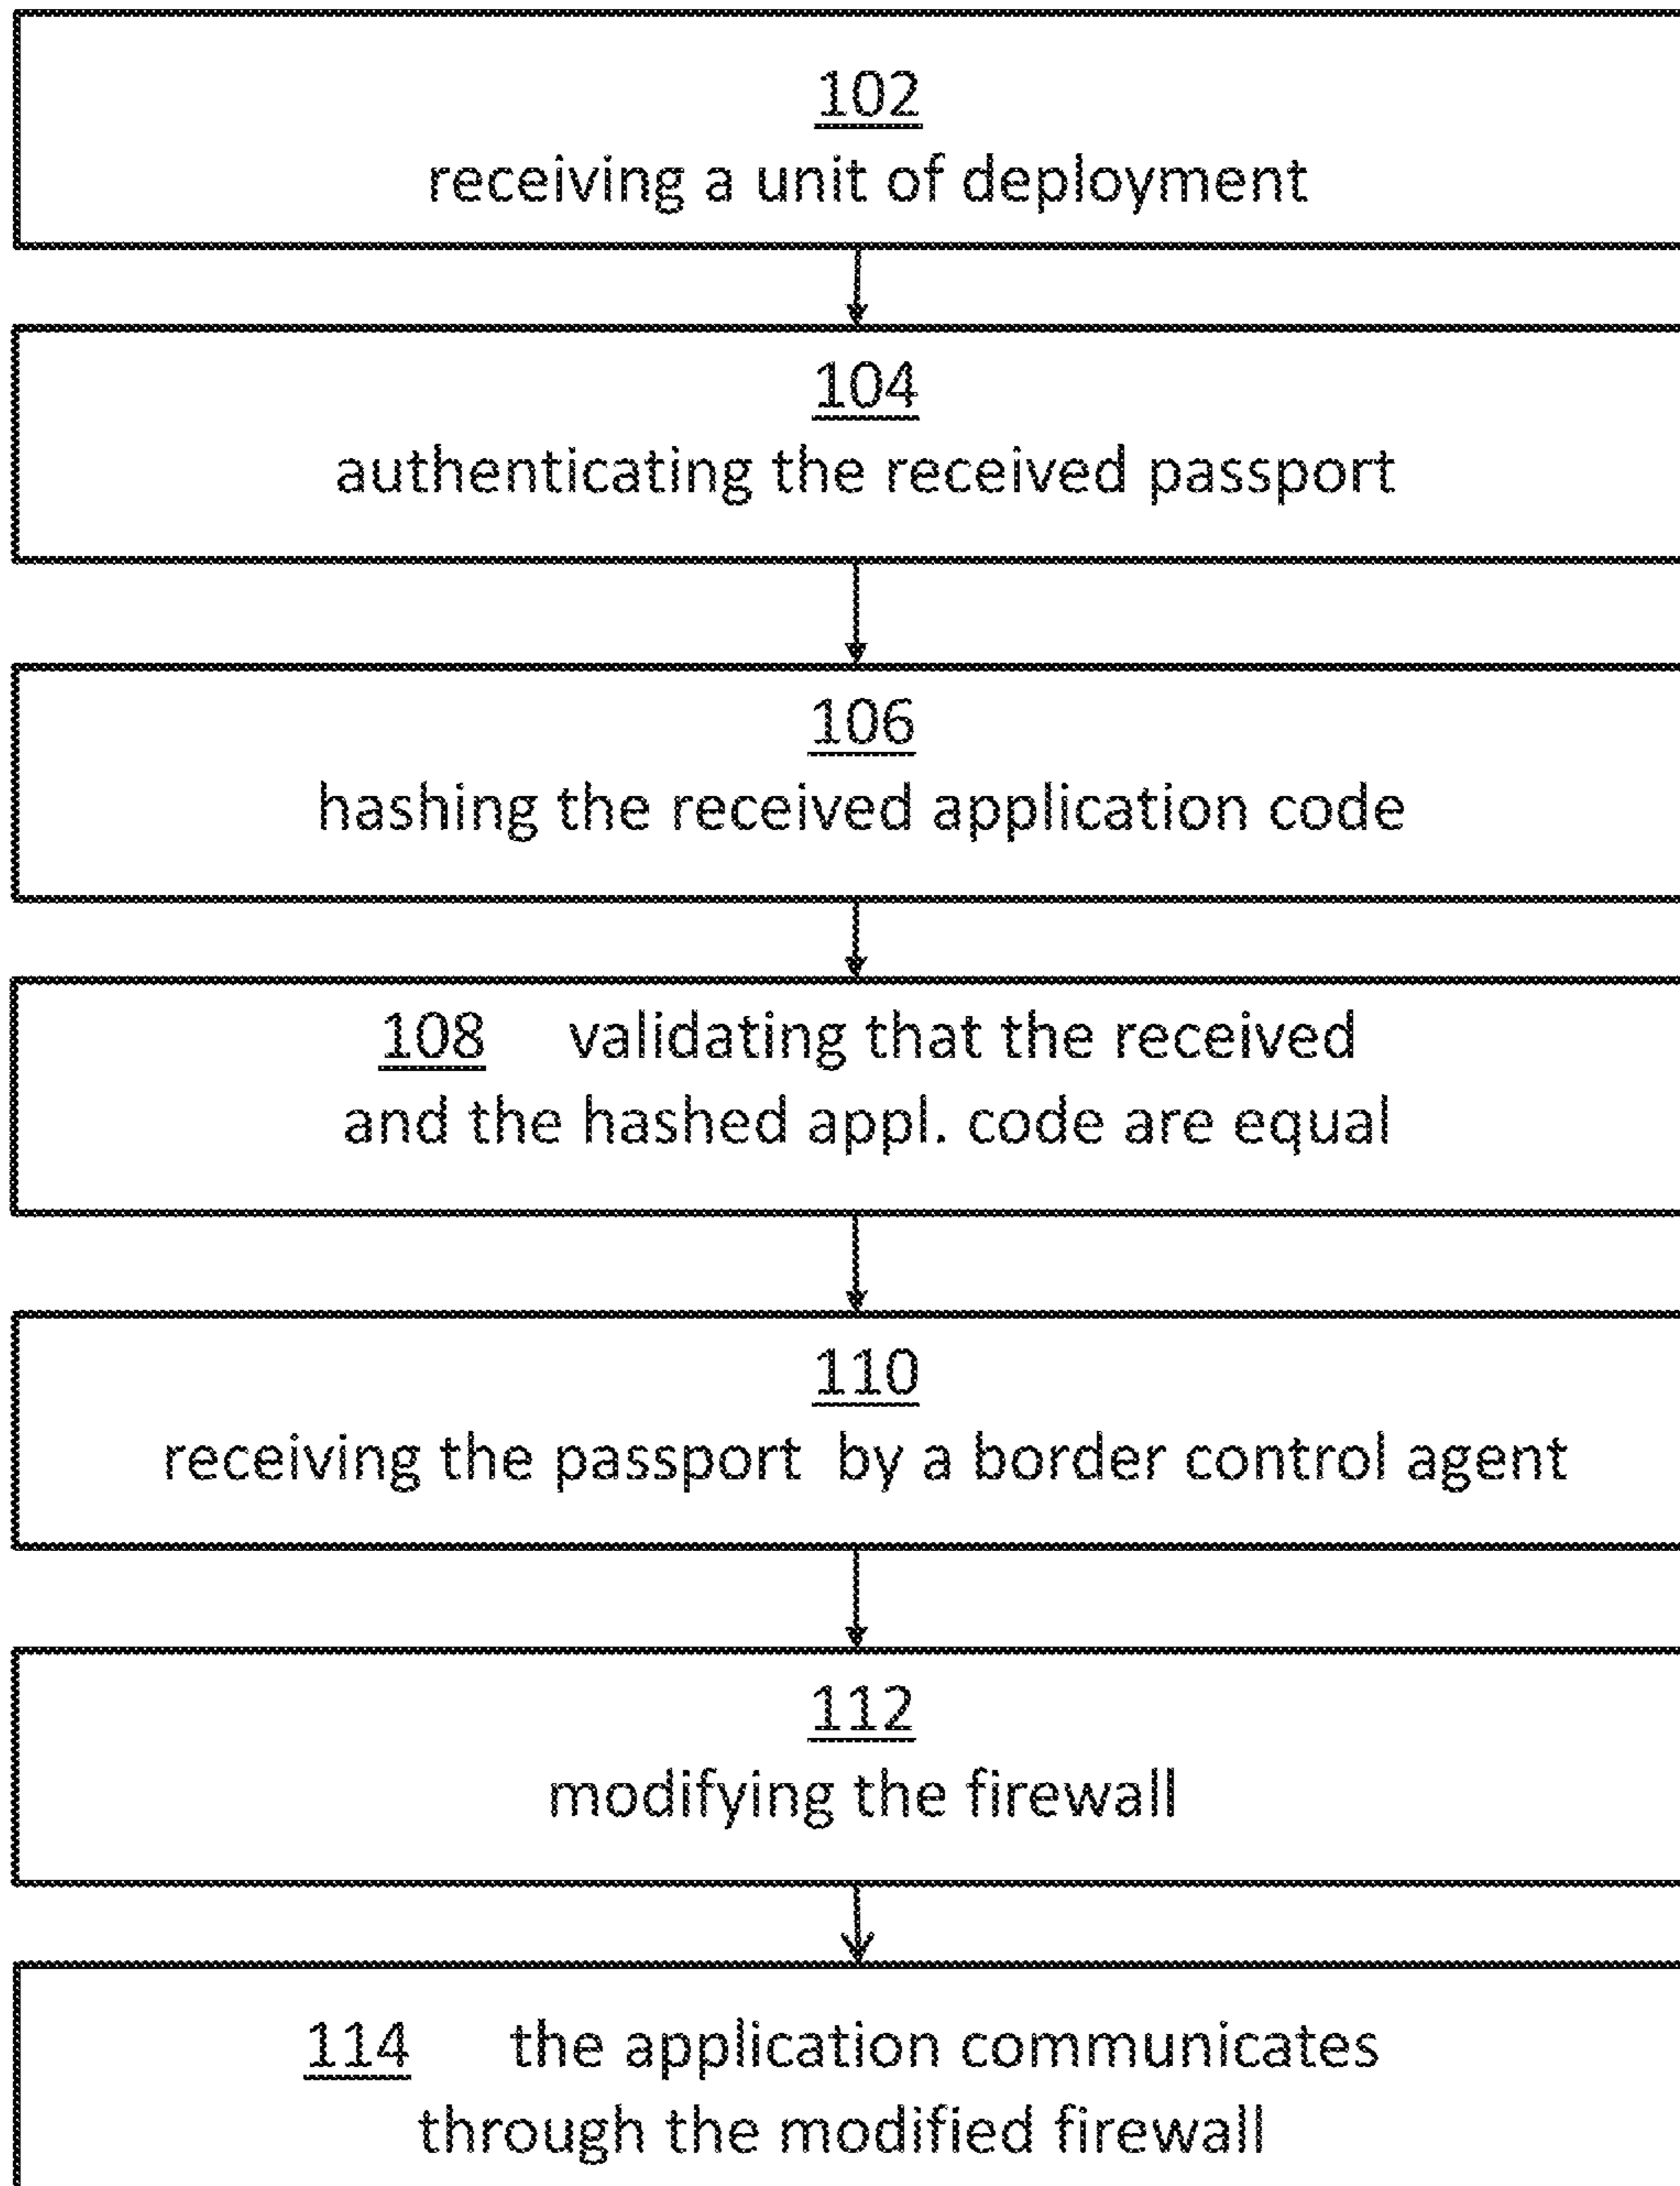 102
receiving a unit of deployment
104
authenticating the received passport
106
hashing the received application code
108 validating that the received
and the hashed appl. code are equal
110
receiving the passport by a border control agent
112
modifying the firewall
114 the application communicates
through the modified firewall